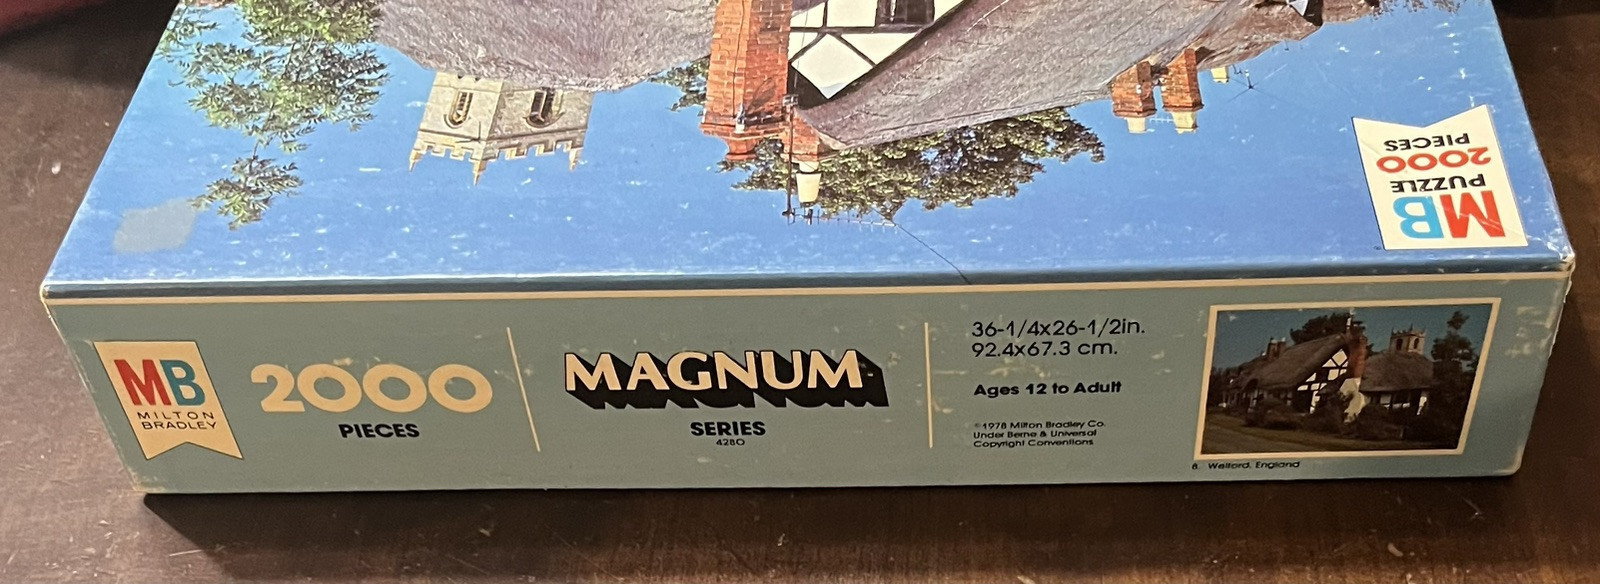 MB
PUZZLE
2000
PIECES
MB
MILTON
BRADLEY
2000
PIECES
MAGNUM
SERIES
4280
36-1/4x26-1/2in.
92.4x67.3 cm.
Ages 12 to Adult
©1978 Milton Bradley Co.
Under Berne & Universal
Copyright Conventions
8. Welford, England